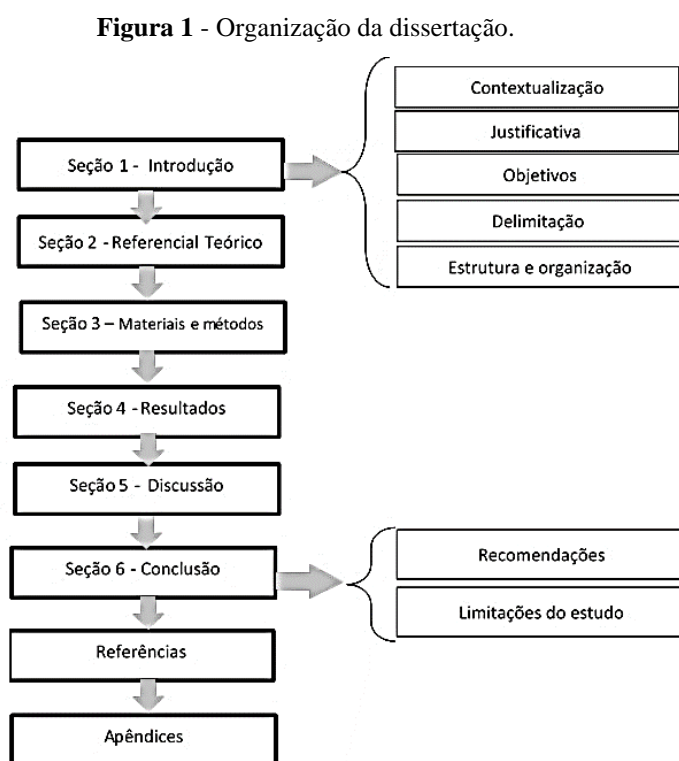 Figura 1 - Organização da dissertação.
Seção 1 - Introdução
Contextualização
Justificativa
Objetivos
Delimitação
Estrutura e organização
Seção 2 - Referencial Teórico
Seção 3 – Materiais e métodos
Seção 4 - Resultados
Seção 5 - Discussão
Seção 6 - Conclusão
Recomendações
Limitações do estudo
Referências
Apêndices